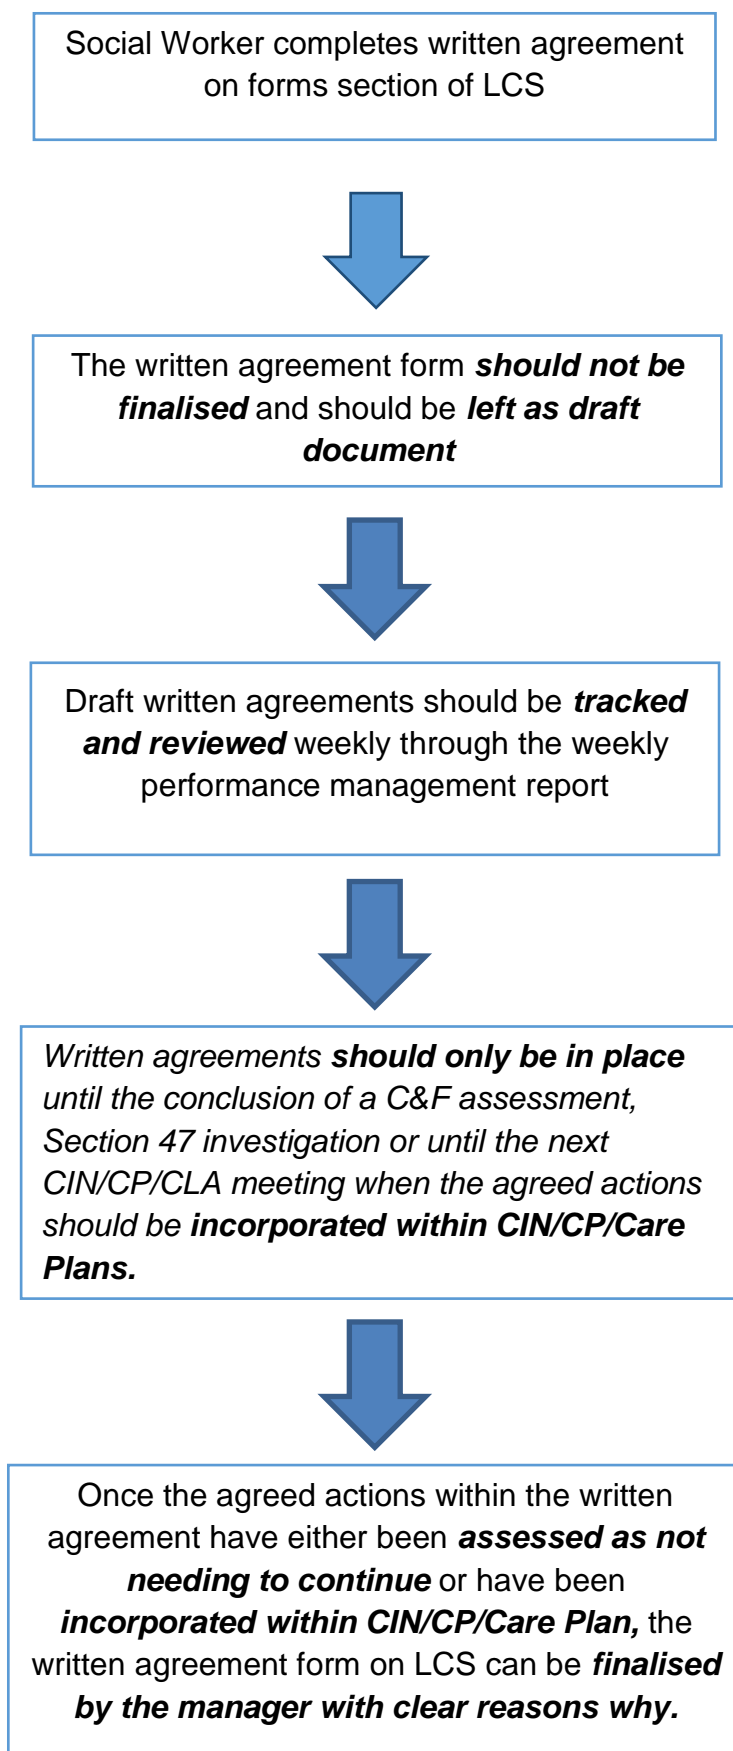 Social Worker completes written agreement
on forms section of LCS
The written agreement form should not be
finalised and should be left as draft
document
Draft written agreements should be tracked
and reviewed weekly through the weekly
performance management report
Written agreements should only be in place
until the conclusion of a C&F assessment,
Section 47 investigation or until the next
CIN/CP/CLA meeting when the agreed actions
should be incorporated within CIN/CP/Care
Plans.
Once the agreed actions within the written
agreement have either been assessed as not
needing to continue or have been
incorporated within CIN/CP/Care Plan, the
written agreement form on LCS can be finalised
by the manager with clear reasons why.